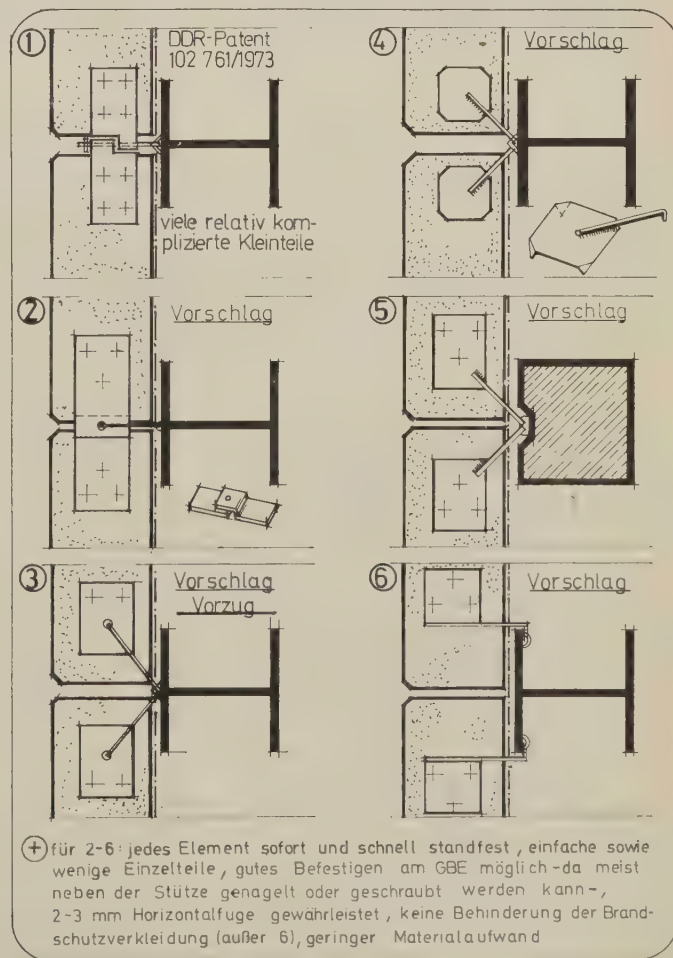 ①
DDR-Patent
102 761/1973
viele relativ kom-
plizierte Kleinteile
②
Vorschlag
③
Vorschlag
Vorzug
④
Vorschlag
⑤
Vorschlag
⑥
Vorschlag
⊕ für 2-6: jedes Element sofort und schnell standfest, einfache sowie
wenige Einzelteile, gutes Befestigen am GBE möglich -da meist
neben der Stütze genagelt oder geschraubt werden kann-,
2-3 mm Horizontalfuge gewährleistet, keine Behinderung der Brand-
schutzverkleidung (außer 6), geringer Materialaufwand